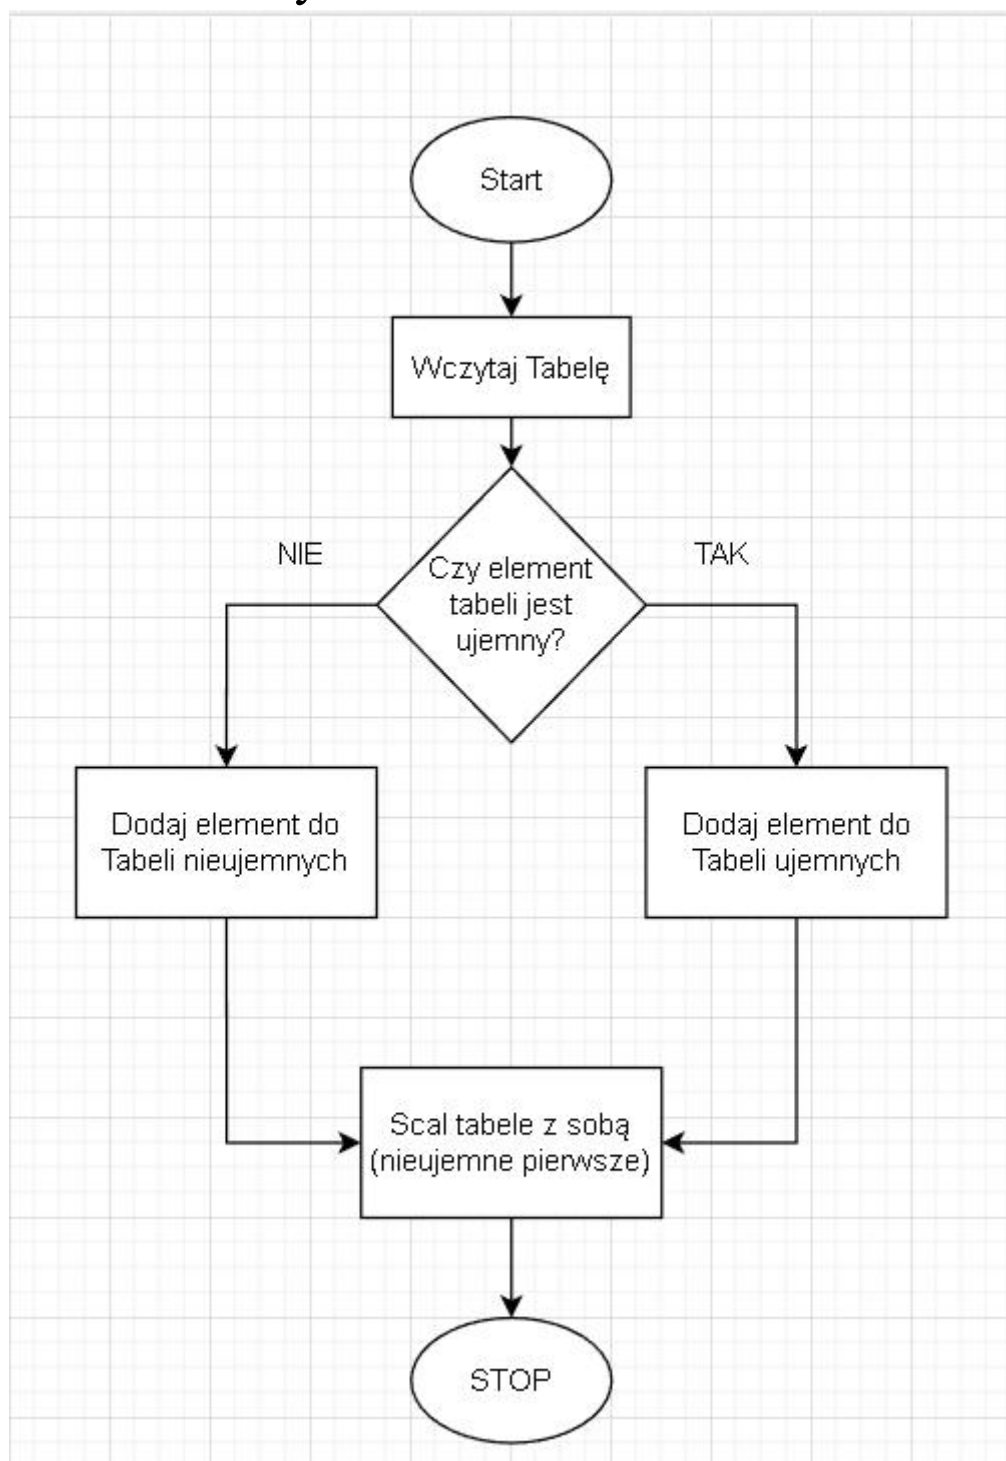 Start
Wczytaj Tabelę
NIE
TAK
Czy element
tabeli jest
ujemny?
Dodaj element do
Tabeli nieujemnych
Dodaj element do
Tabeli ujemnych
Scal tabele z sobą
(nieujemne pierwsze)
STOP